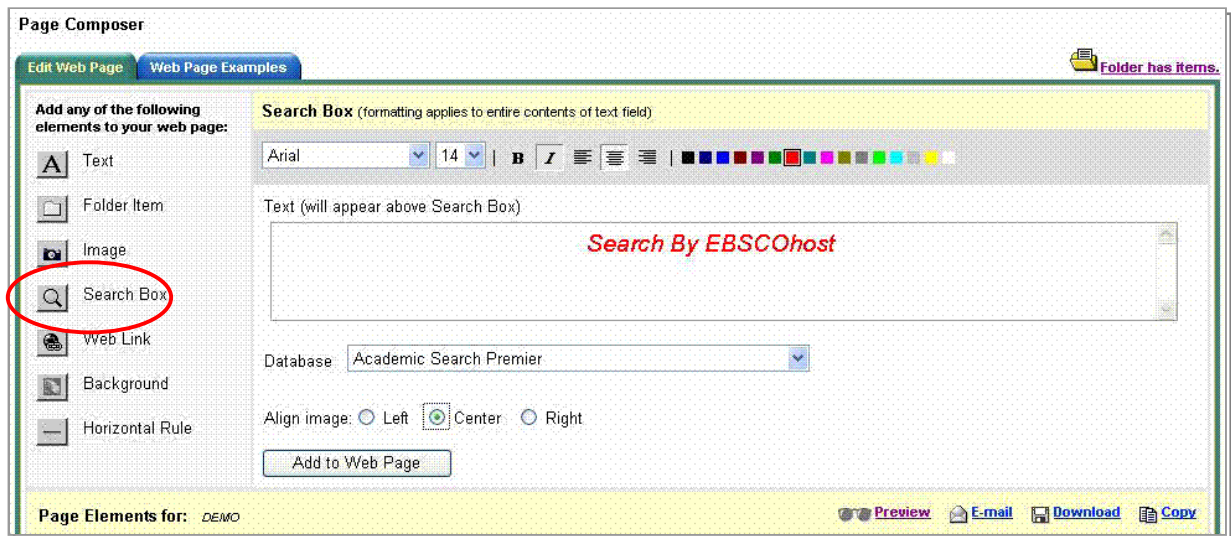 Page Composer
Edit Web Page
Web Page Examples
Folder has items.
Add any of the following
elements to your web page:
Text
Folder Item
Image
Search Box
Web Link
Background
Horizontal Rule
Search Box (formatting applies to entire contents of text field)
Arial 14 | B I |
Text (will appear above Search Box)
Search By EBSCOhost
Database Academic Search Premier
Align image: Left Center Right
Add to Web Page
Page Elements for: DEMO
Preview E-mail Download Copy